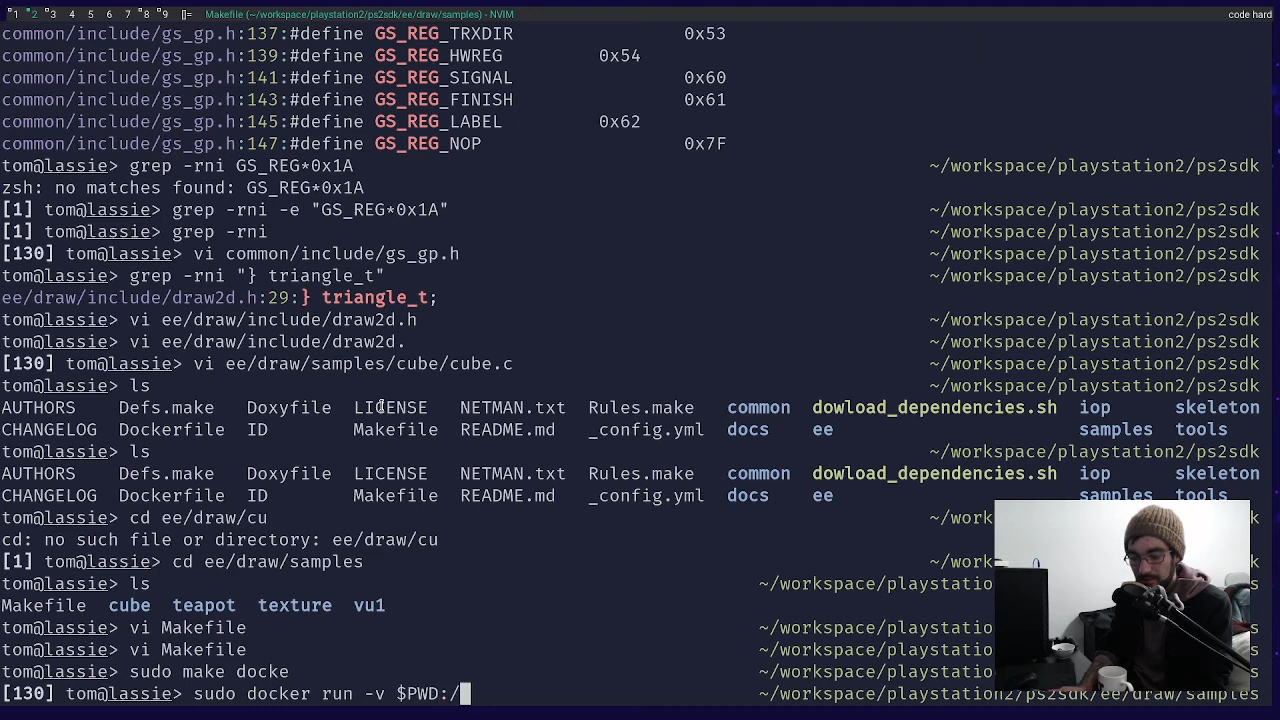 1 2 3 4 5 6 7 8 9 []= Makefile (~/workspace/playstation2/ps2sdk/ee/draw/samples) - NVIM code hard
common/include/gs_gp.h:137:#define GS_REG_TRXDIR 0x53
common/include/gs_gp.h:139:#define GS_REG_HWREG 0x54
common/include/gs_gp.h:141:#define GS_REG_SIGNAL 0x60
common/include/gs_gp.h:143:#define GS_REG_FINISH 0x61
common/include/gs_gp.h:145:#define GS_REG_LABEL 0x62
common/include/gs_gp.h:147:#define GS_REG_NOP 0x7F
tom@lassie> grep -rni GS_REG*0x1A ~/workspace/playstation2/ps2sdk
zsh: no matches found: GS_REG*0x1A
[1] tom@lassie> grep -rni -e "GS_REG*0x1A" ~/workspace/playstation2/ps2sdk
[1] tom@lassie> grep -rni ~/workspace/playstation2/ps2sdk
[130] tom@lassie> vi common/include/gs_gp.h ~/workspace/playstation2/ps2sdk
tom@lassie> grep -rni "} triangle_t" ~/workspace/playstation2/ps2sdk
ee/draw/include/draw2d.h:29:} triangle_t;
tom@lassie> vi ee/draw/include/draw2d.h ~/workspace/playstation2/ps2sdk
tom@lassie> vi ee/draw/include/draw2d. ~/workspace/playstation2/ps2sdk
[130] tom@lassie> vi ee/draw/samples/cube/cube.c ~/workspace/playstation2/ps2sdk
tom@lassie> ls ~/workspace/playstation2/ps2sdk
AUTHORS Defs.make Doxyfile LICENSE NETMAN.txt Rules.make common dowload_dependencies.sh iop skeleton
CHANGELOG Dockerfile ID Makefile README.md _config.yml docs ee samples tools
tom@lassie> ls ~/workspace/playstation2/ps2sdk
AUTHORS Defs.make Doxyfile LICENSE NETMAN.txt Rules.make common dowload_dependencies.sh iop skeleton
CHANGELOG Dockerfile ID Makefile README.md _config.yml docs ee samples tools
tom@lassie> cd ee/draw/cu
cd: no such file or directory: ee/draw/cu
[1] tom@lassie> cd ee/draw/samples
tom@lassie> ls ~/workspace/playstation2
Makefile cube teapot texture vu1
tom@lassie> vi Makefile ~/workspace/playstation2
tom@lassie> vi Makefile ~/workspace/playstation2
tom@lassie> sudo make docke ~/workspace/playstation2
[130] tom@lassie> sudo docker run -v $PWD:/ ~/workspace/playstation2/ps2sdk/ee/draw/samples